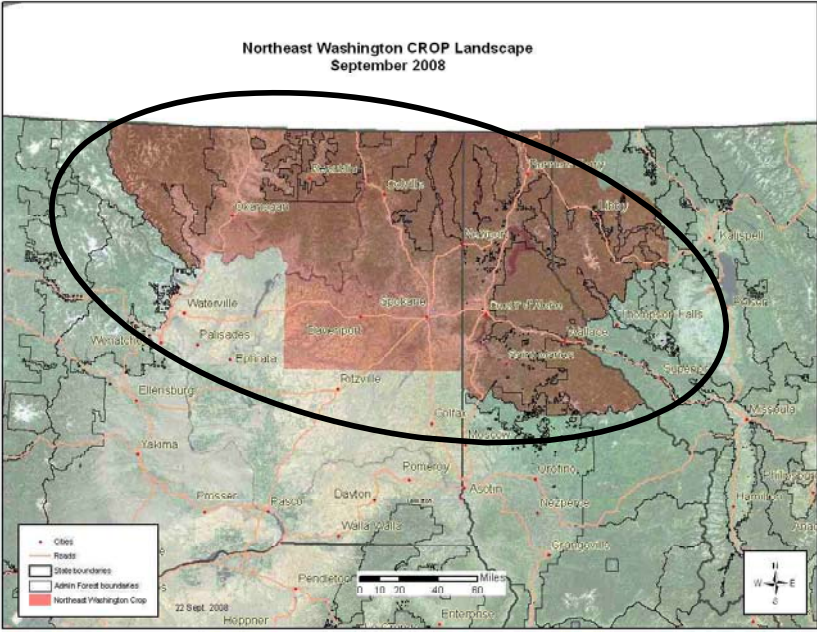 Northeast Washington CROP Landscape
September 2008
Republic
Colville
Okanogan
Bonners Ferry
Libby
Newport
Kalispell
Polson
Waterville
Spokane
Coeur d'Alene
Davenport
Thompson Falls
Wenatchee
Palisades
Wallace
Ephrata
Saint Maries
Superior
Ritzville
Ellensburg
Colfax
Missoula
Moscow
Yakima
Pomeroy
Orofino
Prosser
Pasco
Dayton
Asotin
Nezperce
Hamilton
Walla Walla
Grangeville
Cities
Roads
State boundaries
Admin Forest boundaries
Northeast Washington Crop
22 Sept. 2008
Miles
0 10 20 40 60
Pendleton
Heppner
Enterprise
W E
S